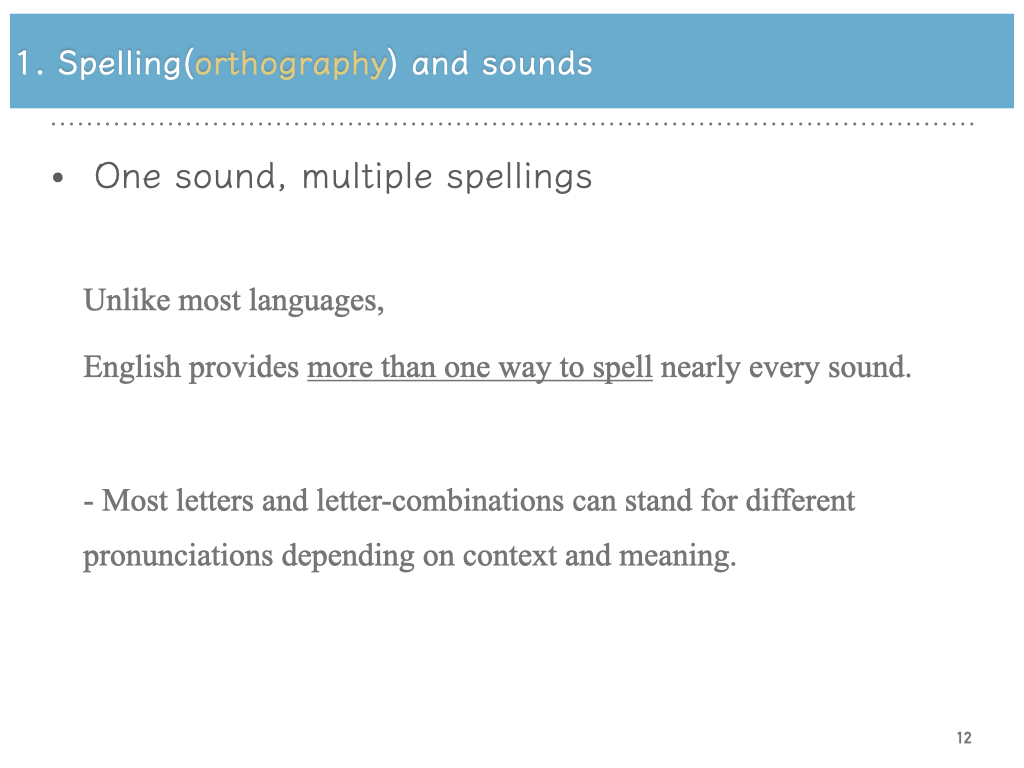 1. Spelling(orthography) and sounds
• One sound, multiple spellings
Unlike most languages,
English provides more than one way to spell nearly every sound.
- Most letters and letter-combinations can stand for different
pronunciations depending on context and meaning.
12